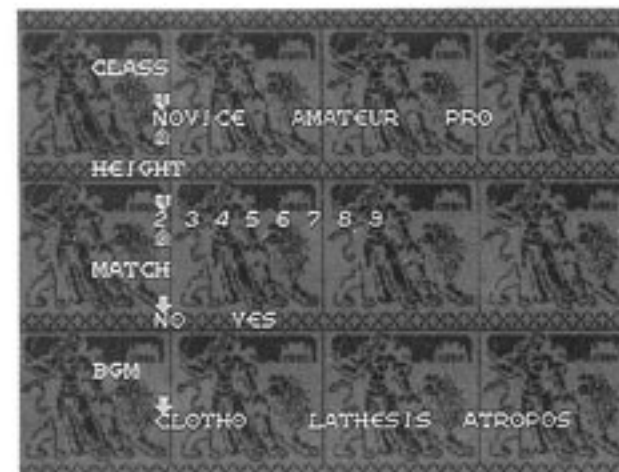 CLASS
NOVICE AMATEUR PRO
HEIGHT
2 3 4 5 6 7 8 9
MATCH
NO YES
BGM
CLOTHO LATHESIS ATROPOS